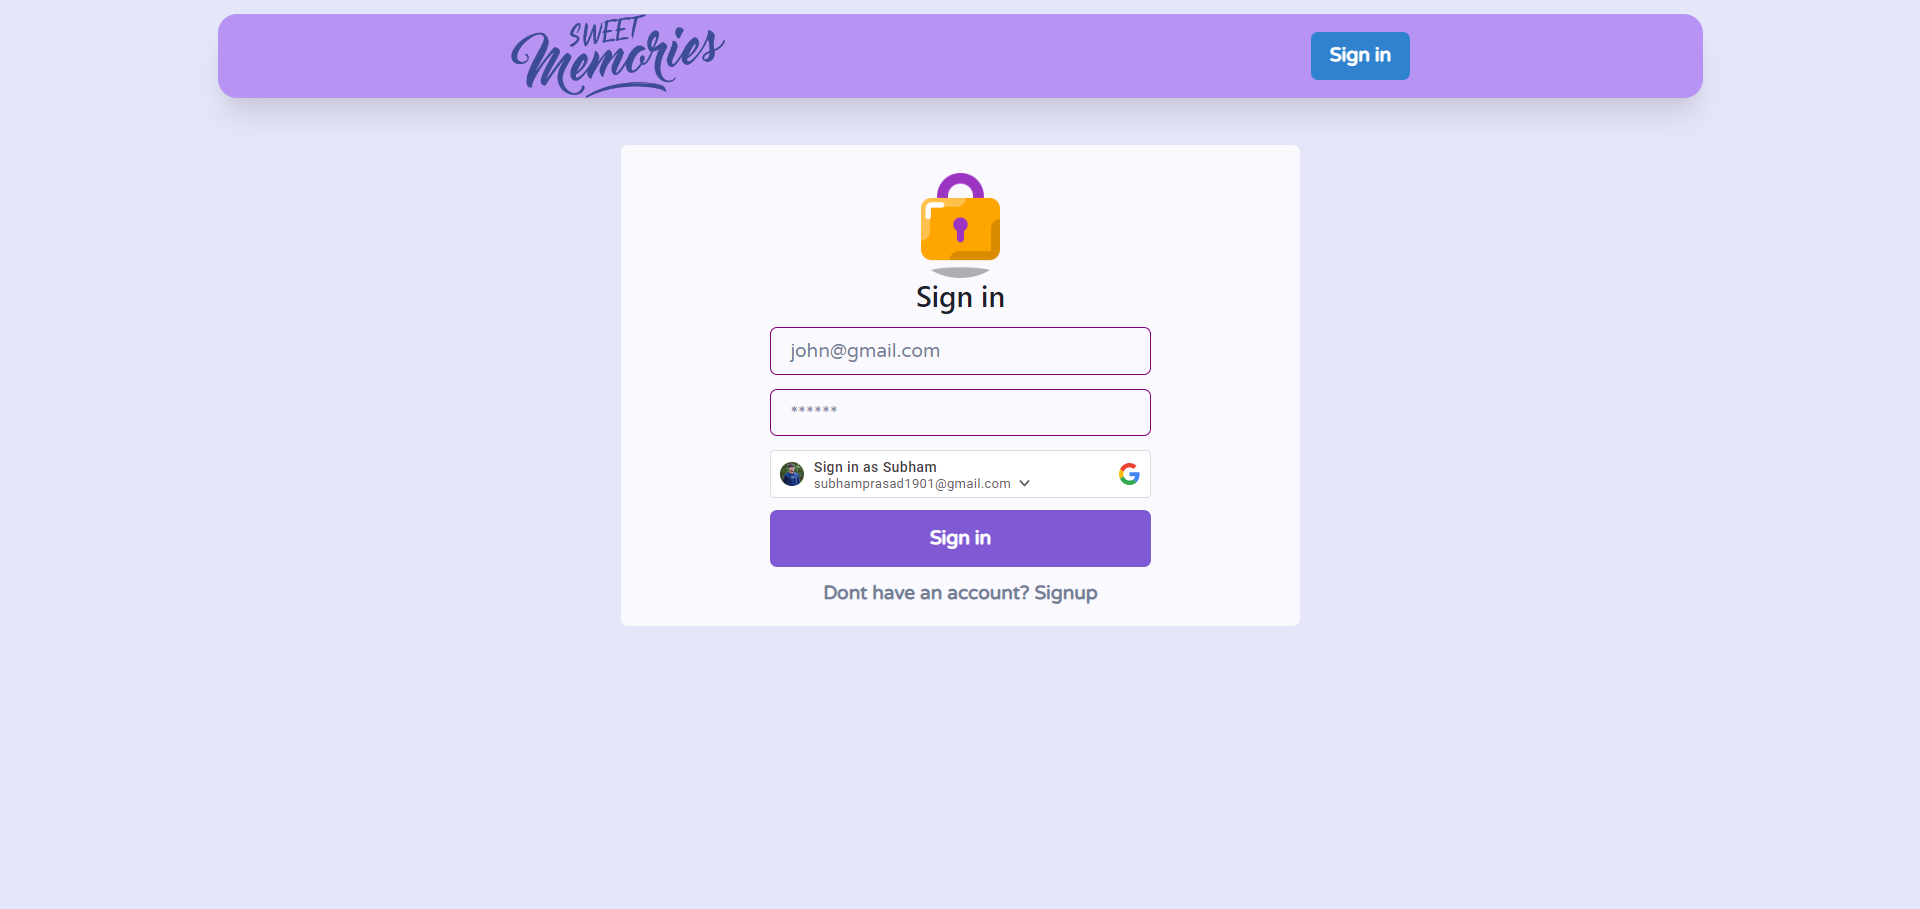 SWEET
Memories
Sign in
Sign in
john@gmail.com
******
Sign in as Subham
subhamprasad1901@gmail.com
Sign in
Dont have an account? Signup